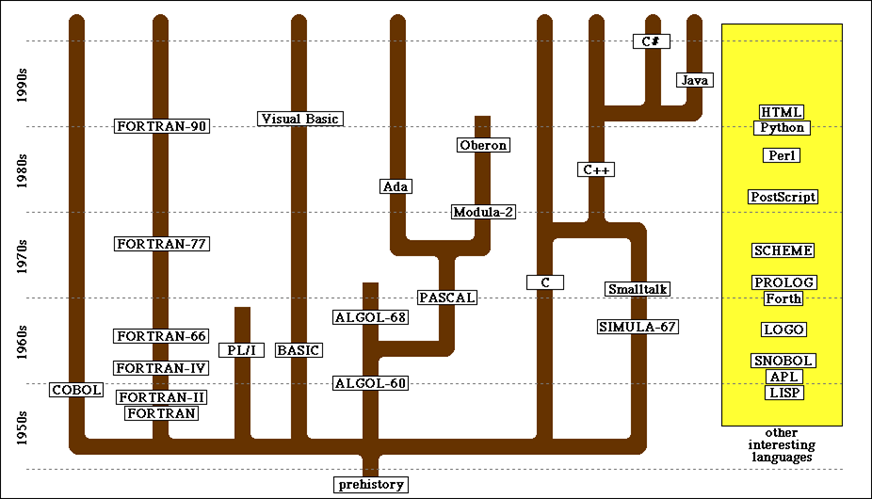 C#
1990s
Java
HTML
Visual Basic
FORTRAN-90
Python
Oberon
Perl
1980s
C++
Ada
PostScript
Modula-2
FORTRAN-77
SCHEME
1970s
C
PROLOG
Smalltalk
PASCAL
Forth
ALGOL-68
SIMULA-67
LOGO
FORTRAN-66
1960s
PL/I
BASIC
SNOBOL
FORTRAN-IV
APL
ALGOL-60
COBOL
LISP
FORTRAN-II
FORTRAN
1950s
other
interesting
languages
prehistory